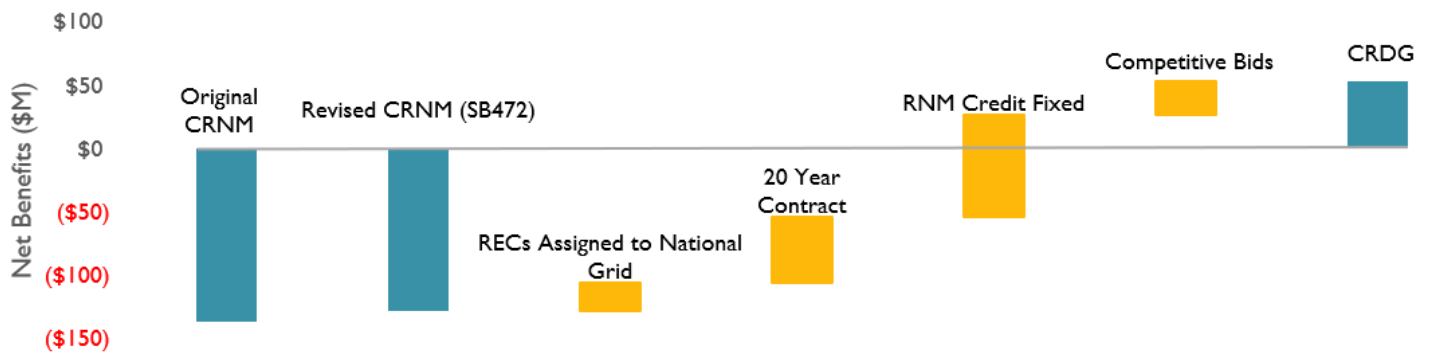 $100
$50
$0
($50)
($100)
($150)
Net Benefits ($M)
Original
CRNM
Revised CRNM (SB472)
RECs Assigned to National
Grid
20 Year
Contract
RNM Credit Fixed
Competitive Bids
CRDG